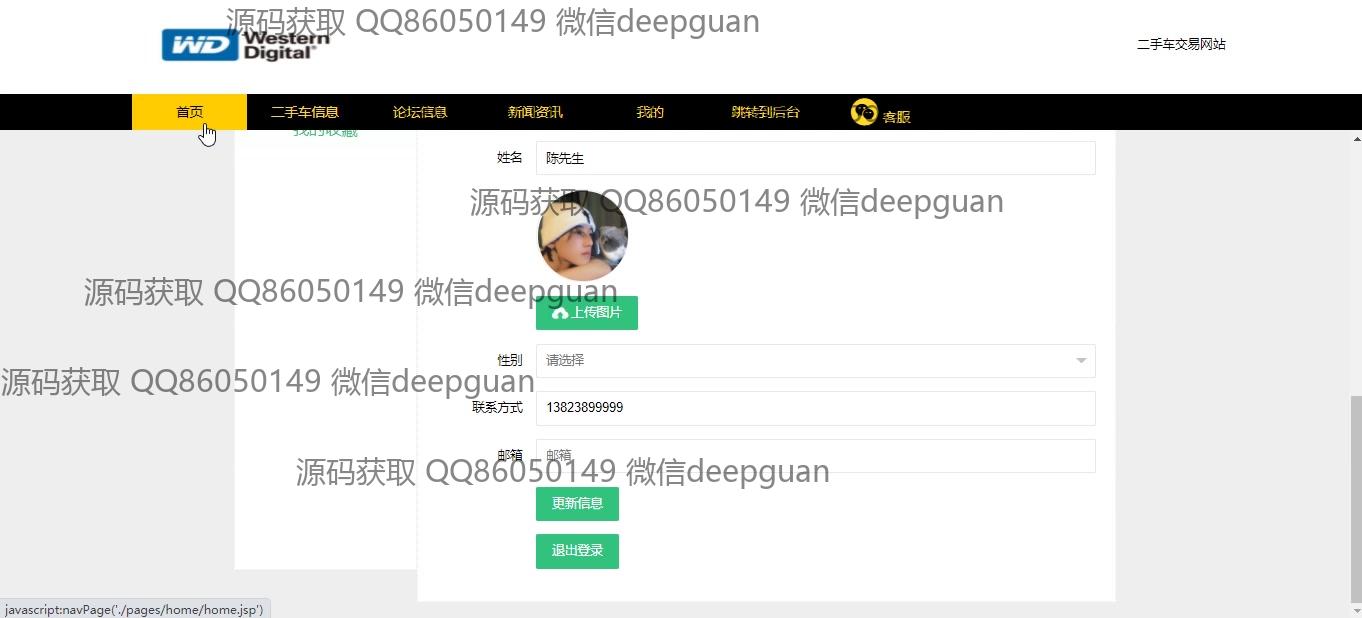 源码获取 QQ86050149 微信deepguan
WD Western Digital®
二手车交易网站
首页 二手车信息 论坛信息 新闻资讯 我的 跳转到后台 客服
我的收藏
姓名 陈先生
源码获取 QQ86050149 微信deepguan
源码获取 QQ86050149 微信deepguan
上传图片
性别 请选择
源码获取 QQ86050149 微信deepguan
联系方式 13823899999
邮箱 邮箱
源码获取 QQ86050149 微信deepguan
更新信息
退出登录
javascript:navPage('./pages/home/home.jsp')